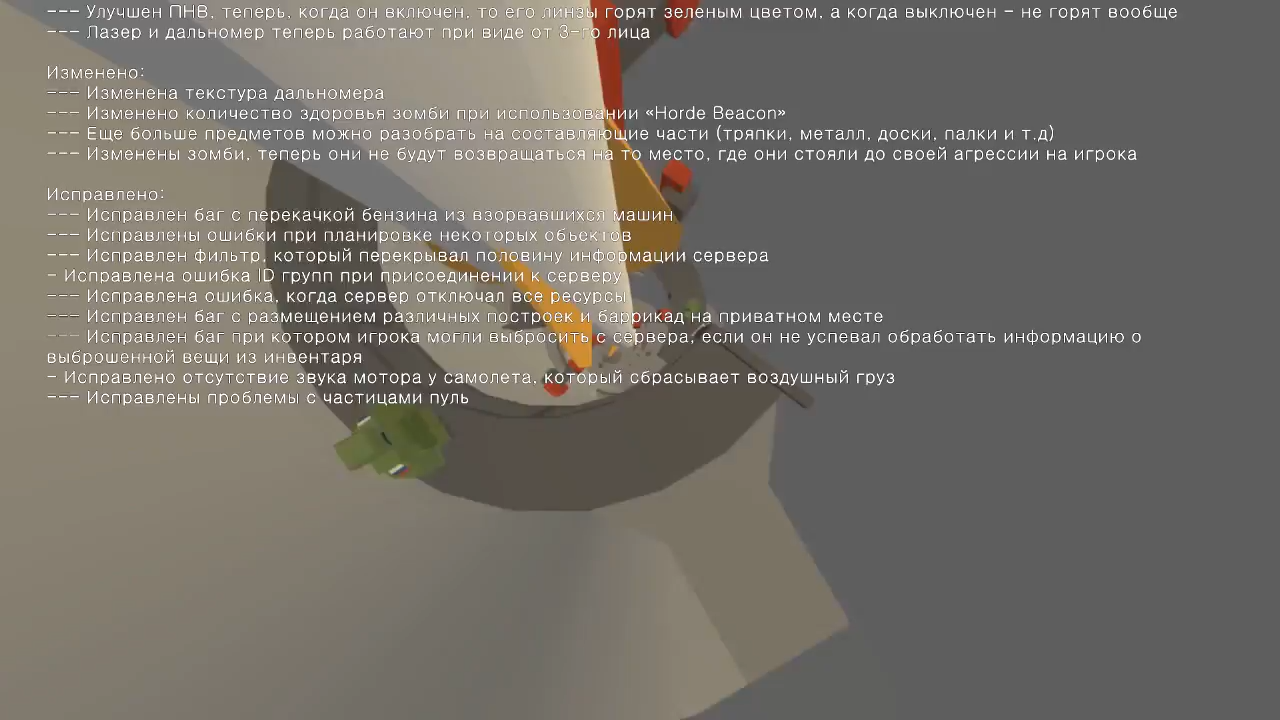 --- Улучшен ПНВ, теперь, когда он включен, то его линзы горят зеленым цветом, а когда выключен - не горят вообще
--- Лазер и дальномер теперь работают при виде от 3-го лица
Изменено:
--- Изменена текстура дальномера
--- Изменено количество здоровья зомби при использовании «Horde Beacon»
--- Еще больше предметов можно разобрать на составляющие части (тряпки, металл, доски, палки и т.д)
--- Изменены зомби, теперь они не будут возвращаться на то место, где они стояли до своей агрессии на игрока
Исправлено:
--- Исправлен баг с перекачкой бензина из взорвавшихся машин
--- Исправлены ошибки при планировке некоторых объектов
--- Исправлен фильтр, который перекрывал половину информации сервера
- Исправлена ошибка ID групп при присоединении к серверу
--- Исправлена ошибка, когда сервер отключал все ресурсы
--- Исправлен баг с размещением различных построек и баррикад на приватном месте
--- Исправлен баг при котором игрока могли выбросить с сервера, если он не успевал обработать информацию о
выброшенной вещи из инвентаря
- Исправлено отсутствие звука мотора у самолета, который сбрасывает воздушный груз
--- Исправлены проблемы с частицами пуль